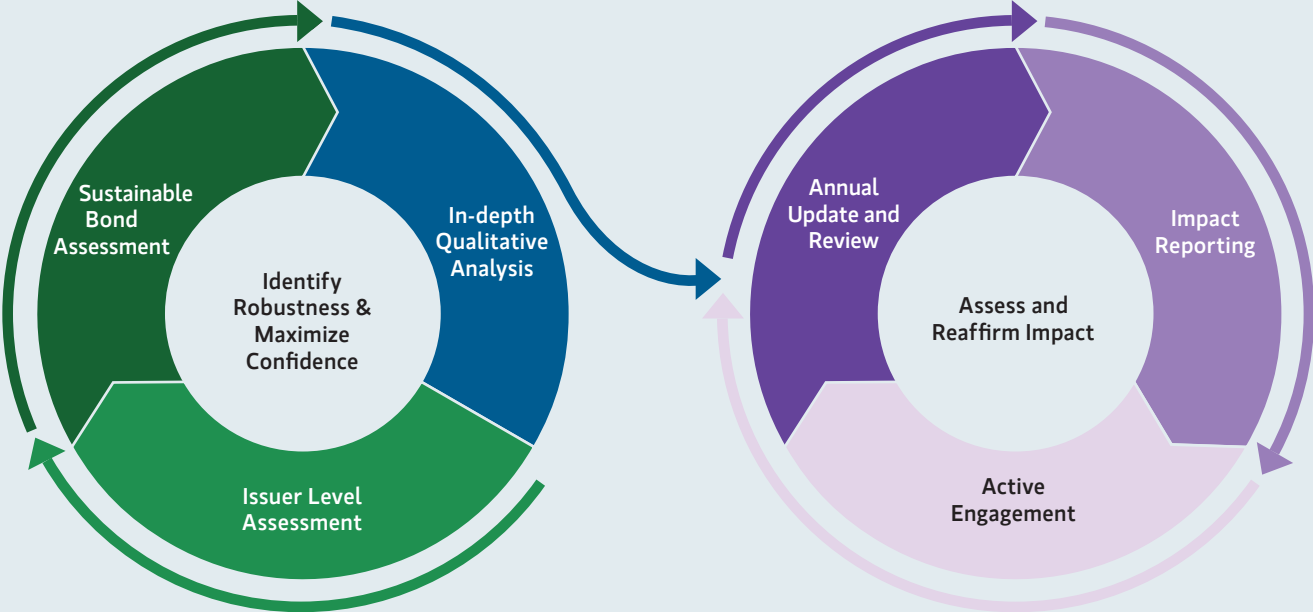 Sustainable
Bond
Assessment
In-depth
Qualitative
Analysis
Identify
Robustness &
Maximize
Confidence
Issuer Level
Assessment
Annual
Update and
Review
Impact
Reporting
Assess and
Reaffirm Impact
Active
Engagement